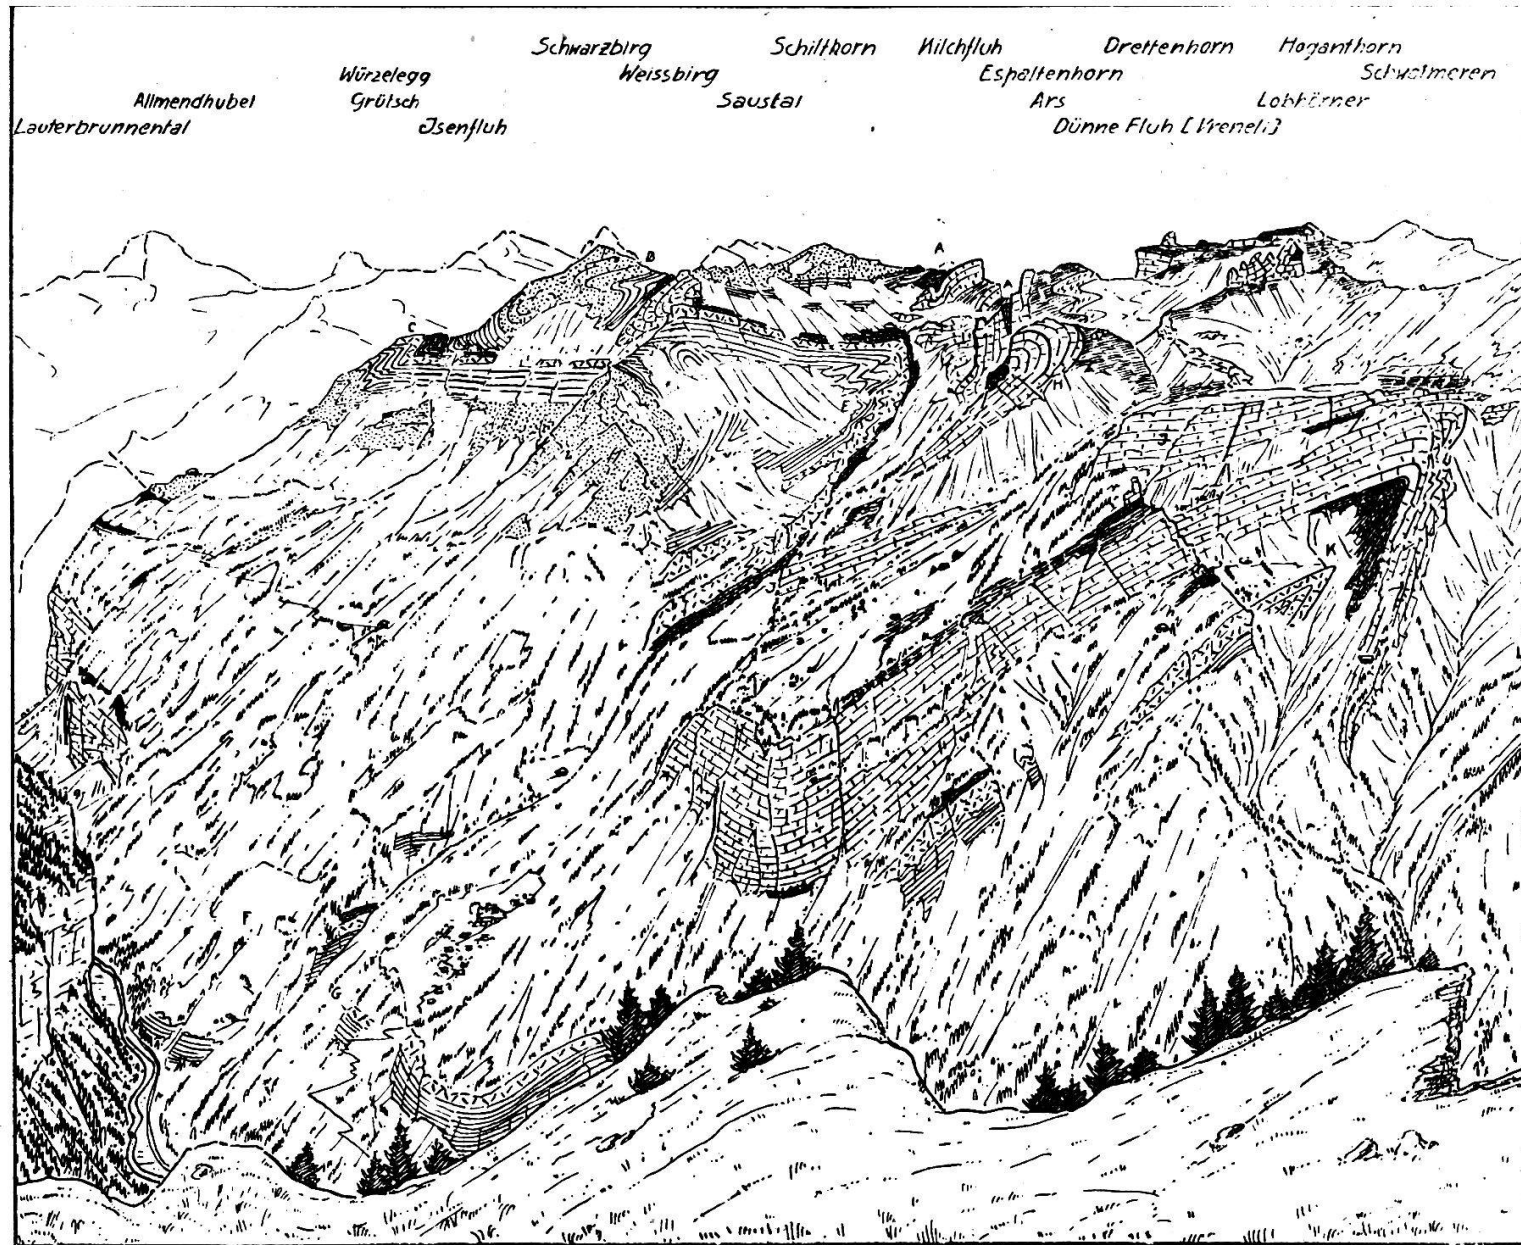 Schwarzbirg Schilthorn Kilchfluh Drettenhorn Hoganthorn
Würzelegg Weissbirg Espaltenhorn Schwalmeren
Allmendhubel Grütsch Saustal Ars Lobhörner
Lauterbrunnental Isenfluh Dünne Fluh [Vreneli]
A
B
A
C
L
E
H
J
K
J
F
G